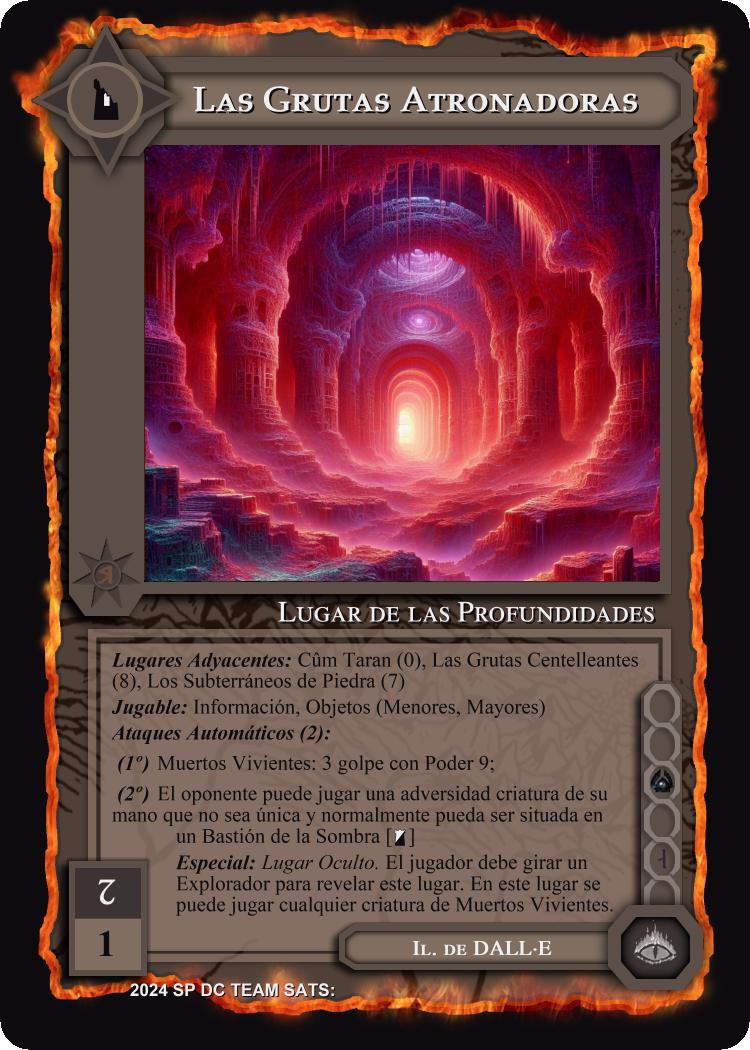 Las Grutas Atronadoras
Lugar de las Profundidades
Lugares Adyacentes: Cûm Taran (0), Las Grutas Centelleantes
(8), Los Subterráneos de Piedra (7)
Jugable: Información, Objetos (Menores, Mayores)
Ataques Automáticos (2):
(1º) Muertos Vivientes: 3 golpe con Poder 9;
(2º) El oponente puede jugar una adversidad criatura de su
mano que no sea única y normalmente pueda ser situada en
un Bastión de la Sombra [ ]
Especial: Lugar Oculto. El jugador debe girar un
Explorador para revelar este lugar. En este lugar se
puede jugar cualquier criatura de Muertos Vivientes.
2
1
Il. de DALL·E
2024 SP DC TEAM SATS: